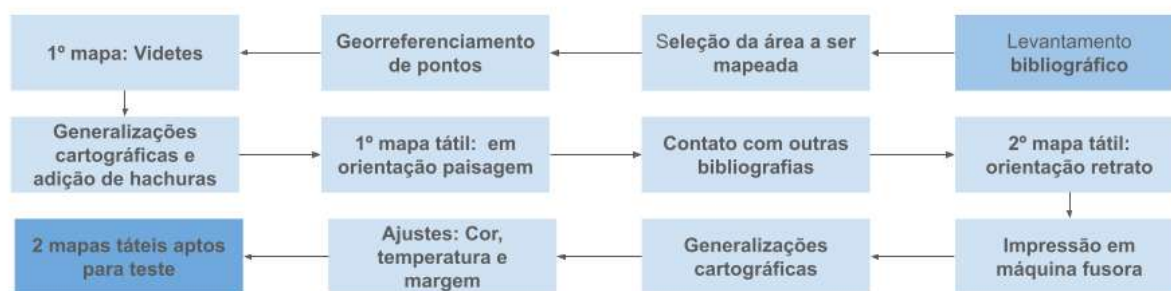 1º mapa: Videtes
Georreferenciamento
de pontos
Seleção da área a ser
mapeada
Levantamento
bibliográfico
Generalizações
cartográficas e
adição de hachuras
1º mapa tátil: em
orientação paisagem
Contato com outras
bibliografias
2º mapa tátil:
orientação retrato
2 mapas táteis aptos
para teste
Ajustes: Cor,
temperatura e
margem
Generalizações
cartográficas
Impressão em
máquina fusora